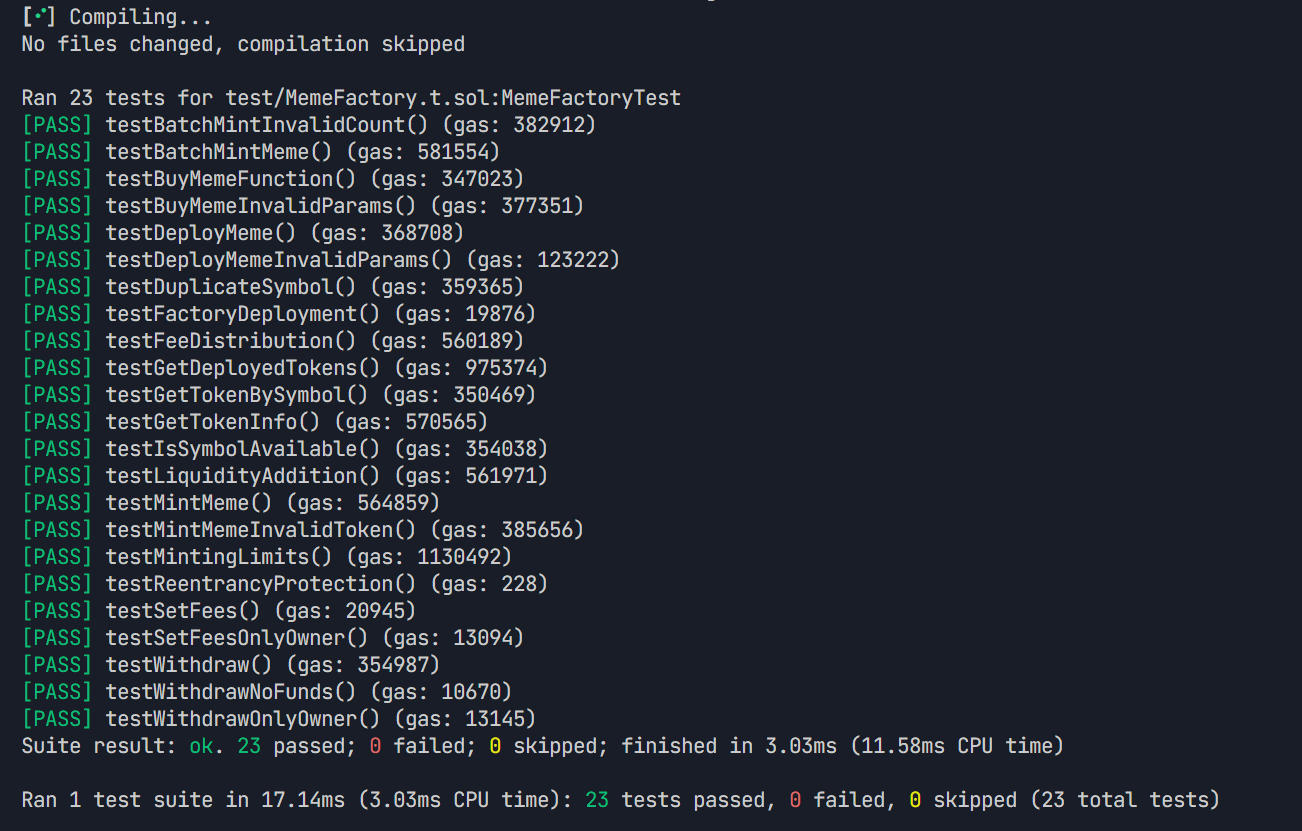 [⠊] Compiling...
No files changed, compilation skipped
Ran 23 tests for test/MemeFactory.t.sol:MemeFactoryTest
[PASS] testBatchMintInvalidCount() (gas: 382912)
[PASS] testBatchMintMeme() (gas: 581554)
[PASS] testBuyMemeFunction() (gas: 347023)
[PASS] testBuyMemeInvalidParams() (gas: 377351)
[PASS] testDeployMeme() (gas: 368708)
[PASS] testDeployMemeInvalidParams() (gas: 123222)
[PASS] testDuplicateSymbol() (gas: 359365)
[PASS] testFactoryDeployment() (gas: 19876)
[PASS] testFeeDistribution() (gas: 560189)
[PASS] testGetDeployedTokens() (gas: 975374)
[PASS] testGetTokenBySymbol() (gas: 350469)
[PASS] testGetTokenInfo() (gas: 570565)
[PASS] testIsSymbolAvailable() (gas: 354038)
[PASS] testLiquidityAddition() (gas: 561971)
[PASS] testMintMeme() (gas: 564859)
[PASS] testMintMemeInvalidToken() (gas: 385656)
[PASS] testMintingLimits() (gas: 1130492)
[PASS] testReentrancyProtection() (gas: 228)
[PASS] testSetFees() (gas: 20945)
[PASS] testSetFeesOnlyOwner() (gas: 13094)
[PASS] testWithdraw() (gas: 354987)
[PASS] testWithdrawNoFunds() (gas: 10670)
[PASS] testWithdrawOnlyOwner() (gas: 13145)
Suite result: ok. 23 passed; 0 failed; 0 skipped; finished in 3.03ms (11.58ms CPU time)
Ran 1 test suite in 17.14ms (3.03ms CPU time): 23 tests passed, 0 failed, 0 skipped (23 total tests)